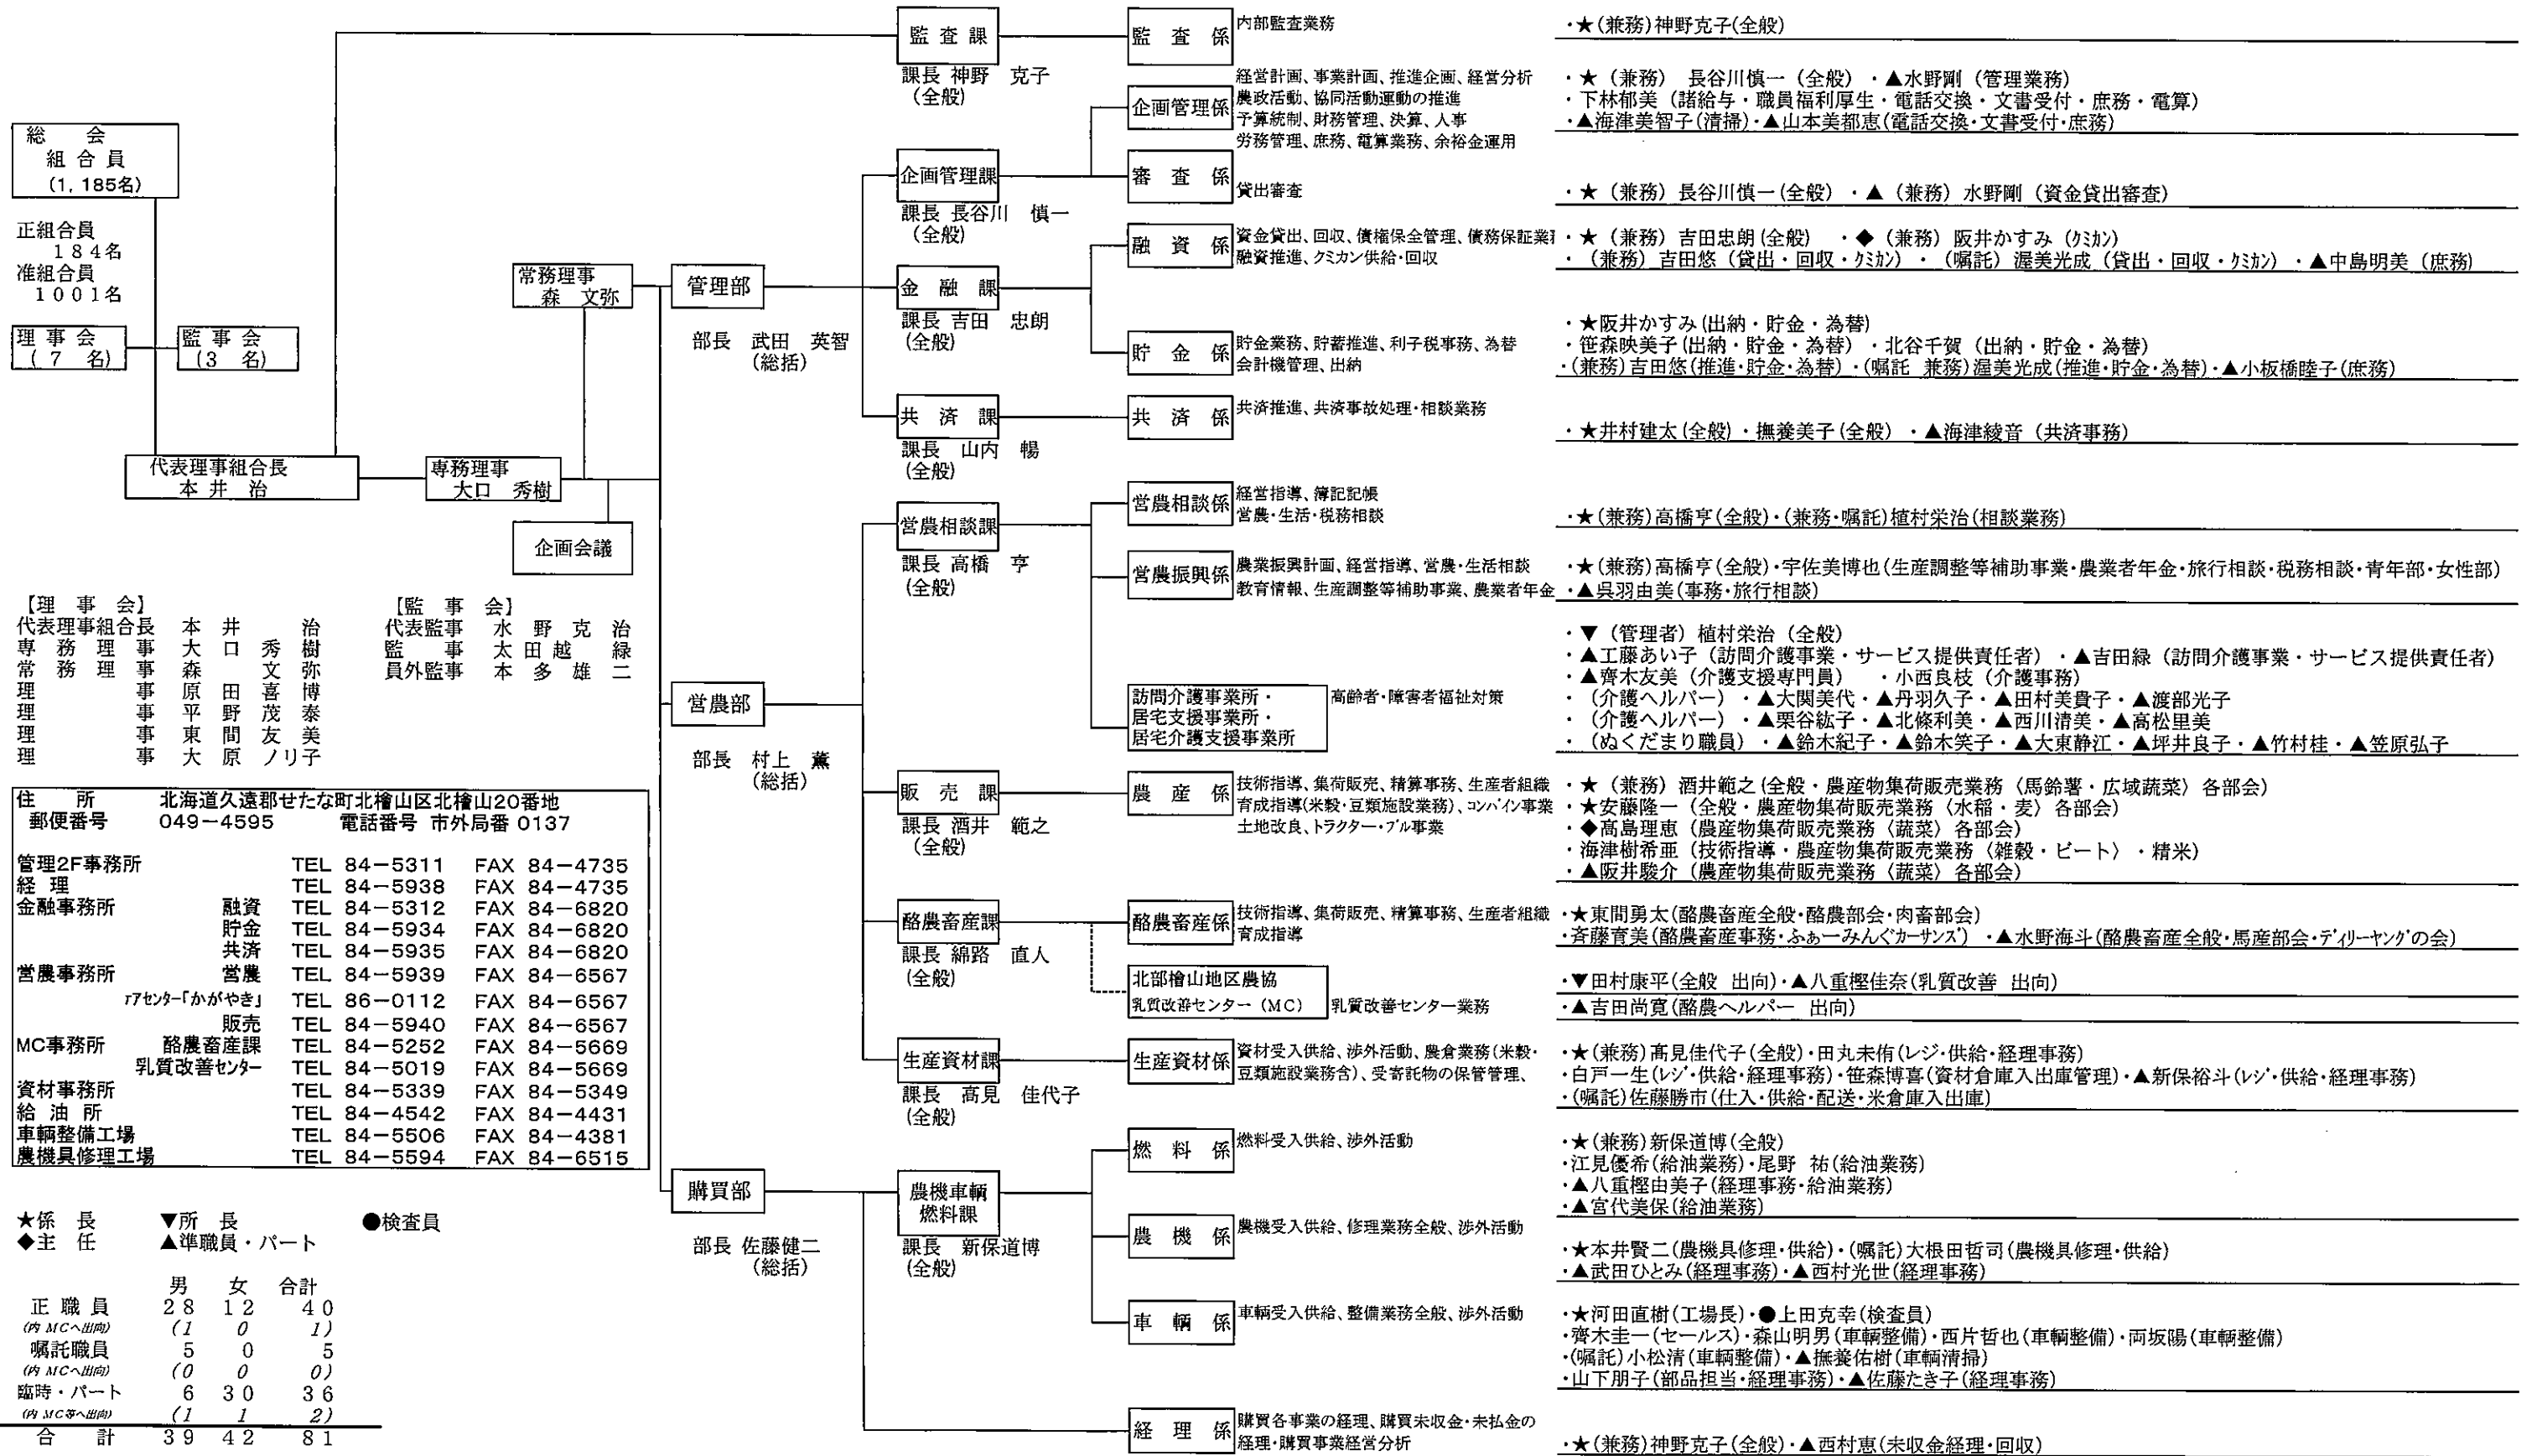 総　会
組 合 員
(1, 185名)
正組合員
１８４名
准組合員
１００１名
理 事 会
( 7 名)
監 事 会
(3 名)
代表理事組合長
本 井 治
専務理事
大口 秀樹
常務理事
森 文弥
企画会議
【理 事 会】
代表理事組合長 本 井 治
専 務 理 事 大 口 秀 樹
常 務 理 事 森 文 弥
理 事 原 田 喜 博
理 事 平 野 茂 泰
理 事 東 間 友 美
理 事 大 原 ノリ子
【監 事 会】
代表監事 水 野 克 治
監 事 太 田 越 緑
員外監事 本 多 雄 二
住 所 北海道久遠郡せたな町北檜山区北檜山20番地
郵便番号 049-4595 電話番号 市外局番 0137
管理2F事務所 TEL 84-5311 FAX 84-4735
経 理 TEL 84-5938 FAX 84-4735
金融事務所 融資 TEL 84-5312 FAX 84-6820
貯金 TEL 84-5934 FAX 84-6820
共済 TEL 84-5935 FAX 84-6820
営農事務所 営農 TEL 84-5939 FAX 84-6567
ｹアセンター「かがやき」 TEL 86-0112 FAX 84-6567
販売 TEL 84-5940 FAX 84-6567
MC事務所 酪農畜産課 TEL 84-5252 FAX 84-5669
乳質改善センター TEL 84-5019 FAX 84-5669
資材事務所 TEL 84-5339 FAX 84-5349
給 油 所 TEL 84-4542 FAX 84-4431
車輌整備工場 TEL 84-5506 FAX 84-4381
農機具修理工場 TEL 84-5594 FAX 84-6515
★係 長 ▼所 長 ●検査員
◆主 任 ▲準職員・パート
男 女 合計
正 職 員 28 12 40
(内 MCへ出向) (1 0 1)
嘱託職員 5 0 5
(内 MCへ出向) (0 0 0)
臨時・パート 6 30 36
(内 MC等へ出向) (1 1 2)
合 計 39 42 81
管理部
部長 武田 英智
(総括)
営農部
部長 村上 薫
(総括)
購買部
部長 佐藤健二
(総括)
監 査 課
課長 神野 克子
(全般)
監 査 係
内部監査業務
・★(兼務)神野克子(全般)
企画管理課
課長 長谷川 慎一
(全般)
企画管理係
経営計画、事業計画、推進企画、経営分析
農政活動、協同活動運動の推進
予算統制、財務管理、決算、人事
労務管理、庶務、電算業務、余裕金運用
・★（兼務） 長谷川慎一（全般）・▲水野剛（管理業務）
・下林郁美（諸給与・職員福利厚生・電話交換・文書受付・庶務・電算）
・▲海津美智子(清掃)・▲山本美都恵(電話交換・文書受付・庶務)
審 査 係
貸出審査
・★（兼務）長谷川慎一(全般) ・▲（兼務）水野剛（資金貸出審査）
金 融 課
課長 吉田 忠朗
(全般)
融 資 係
資金貸出、回収、債権保全管理、債務保証業
融資推進、クミカン供給・回収
・★（兼務）吉田忠朗(全般) ・◆（兼務）阪井かすみ（ｸﾐｶﾝ）
・（兼務）吉田悠（貸出・回収・ｸﾐｶﾝ）・（嘱託）渥美光成（貸出・回収・ｸﾐｶﾝ）・▲中島明美（庶務）
貯 金 係
貯金業務、貯蓄推進、利子税事務、為替
会計機管理、出納
・★阪井かすみ(出納・貯金・為替)
・笹森映美子(出納・貯金・為替) ・北谷千賀（出納・貯金・為替）
・(兼務)吉田悠(推進・貯金・為替)・(嘱託 兼務)渥美光成(推進・貯金・為替)・▲小板橋睦子(庶務)
共 済 課
課長 山内 暢
(全般)
共 済 係
共済推進、共済事故処理・相談業務
・★井村建太(全般)・撫養美子(全般) ・▲海津綾音（共済事務）
営農相談課
課長 高橋 亨
(全般)
営農相談係
経営指導、簿記記帳
営農・生活・税務相談
・★(兼務)高橋亨(全般)・(兼務・嘱託)植村栄治(相談業務)
営農振興係
農業振興計画、経営指導、営農・生活相談
教育情報、生産調整等補助事業、農業者年金
・★(兼務)高橋亨(全般)・宇佐美博也(生産調整等補助事業・農業者年金・旅行相談・税務相談・青年部・女性部)
・▲呉羽由美(事務・旅行相談)
訪問介護事業所・
居宅支援事業所・
居宅介護支援事業所
高齢者・障害者福祉対策
・▼（管理者）植村栄治（全般）
・▲工藤あい子（訪問介護事業・サービス提供責任者）・▲吉田緑（訪問介護事業・サービス提供責任者）
・▲齊木友美（介護支援専門員） ・小西良枝（介護事務）
・（介護ヘルパー）・▲大関美代・▲丹羽久子・▲田村美貴子・▲渡部光子
・（介護ヘルパー）・▲栗谷紘子・▲北條利美・▲西川清美・▲高松里美
・（ぬくだまり職員）・▲鈴木紀子・▲鈴木笑子・▲大東静江・▲坪井良子・▲竹村桂・▲笠原弘子
販 売 課
課長 酒井 範之
(全般)
農 産 係
技術指導、集荷販売、精算事務、生産者組織
育成指導(米穀・豆類施設業務)、コンバイン事業
土地改良、トラクター・ブル事業
・★（兼務）酒井範之(全般・農産物集荷販売業務〈馬鈴薯・広域蔬菜〉各部会)
・★安藤隆一（全般・農産物集荷販売業務〈水稲・麦〉各部会）
・◆髙島理恵（農産物集荷販売業務〈蔬菜〉各部会）
・海津樹希亜（技術指導・農産物集荷販売業務〈雑穀・ビート〉・精米）
・▲阪井駿介（農産物集荷販売業務〈蔬菜〉各部会）
酪農畜産課
課長 綿路 直人
(全般)
酪農畜産係
技術指導、集荷販売、精算事務、生産者組織
育成指導
・★東間勇太(酪農畜産全般・酪農部会・肉畜部会)
・斉藤育美(酪農畜産事務・ふぁーみんぐカーサンズ) ・▲水野海斗(酪農畜産全般・馬産部会・デイリーヤングの会)
北部檜山地区農協
乳質改善センター（MC）
乳質改善センター業務
・▼田村康平(全般 出向)・▲八重樫佳奈(乳質改善 出向)
・▲吉田尚寛(酪農ヘルパー 出向)
生産資材課
課長 高見 佳代子
(全般)
生産資材係
資材受入供給、渉外活動、農倉業務(米穀・
豆類施設業務含)、受寄託物の保管管理、
・★(兼務)髙見佳代子(全般)・田丸未侑(レジ・供給・経理事務)
・白戸一生(ﾚｼﾞ・供給・経理事務)・笹森博喜(資材倉庫入出庫管理)・▲新保裕斗(ﾚｼﾞ・供給・経理事務)
・(嘱託)佐藤勝市(仕入・供給・配送・米倉庫入出庫)
農機車輌
燃料課
課長 新保道博
(全般)
燃 料 係
燃料受入供給、渉外活動
・★(兼務)新保道博(全般)
・江見優希(給油業務)・尾野 祐(給油業務)
・▲八重樫由美子(経理事務・給油業務)
・▲宮代美保(給油業務)
農 機 係
農機受入供給、修理業務全般、渉外活動
・★本井賢二(農機具修理・供給)・(嘱託)大根田哲司(農機具修理・供給)
・▲武田ひとみ(経理事務)・▲西村光世(経理事務)
車 輌 係
車輌受入供給、整備業務全般、渉外活動
・★河田直樹(工場長)・●上田克幸(検査員)
・齊木圭一(セールス)・森山明男(車輌整備)・西片哲也(車輌整備)・両坂陽(車輌整備)
・(嘱託)小松清(車輌整備)・▲撫養佑樹(車輌清掃)
・山下朋子(部品担当・経理事務)・▲佐藤たき子(経理事務)
経 理 係
購買各事業の経理、購買未収金・未払金の
経理・購買事業経営分析
・★(兼務)神野克子(全般)・▲西村恵(未収金経理・回収)